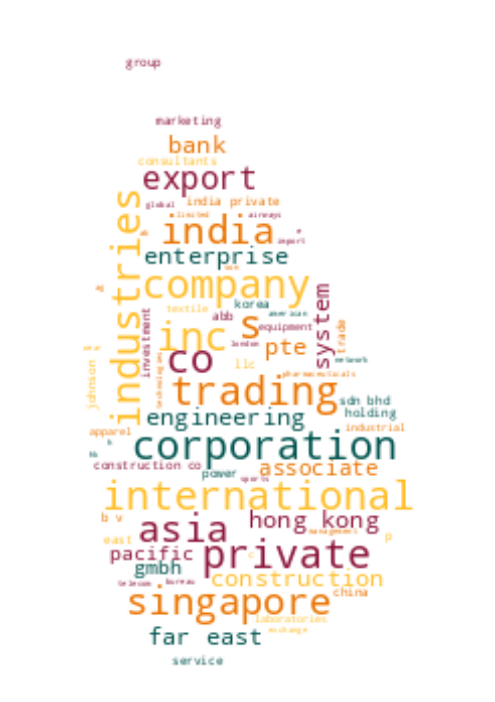 group
marketing
bank
consultants
export
industries
global
india private
limited
airways
india
import
enterprise
company
korea
textile
abb
american
s
equipment
system
trade
investment
inc
london
pte
network
co
llc
pharmaceuticals
johnson
technologies
trading
sdn bhd
holding
engineering
industrial
apparel
corporation
construction co
power
associate
sports
international
b v
hong kong
asia
management
p
east
pacific
private
gmbh
telecom
bureau
construction
china
singapore
laboratories
exchange
far east
service